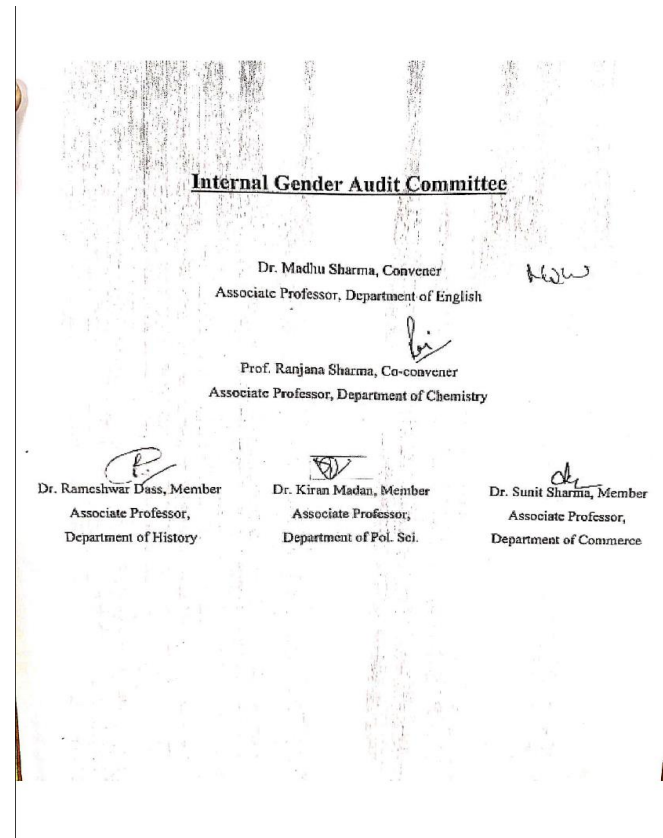 Internal Gender Audit Committee
Dr. Madhu Sharma, Convener
Associate Professor, Department of English
Prof. Ranjana Sharma, Co-convener
Associate Professor, Department of Chemistry
Dr. Rameshwar Dass, Member
Associate Professor,
Department of History
Dr. Kiran Madan, Member
Associate Professor,
Department of Pol. Sci.
Dr. Sunit Sharma, Member
Associate Professor,
Department of Commerce